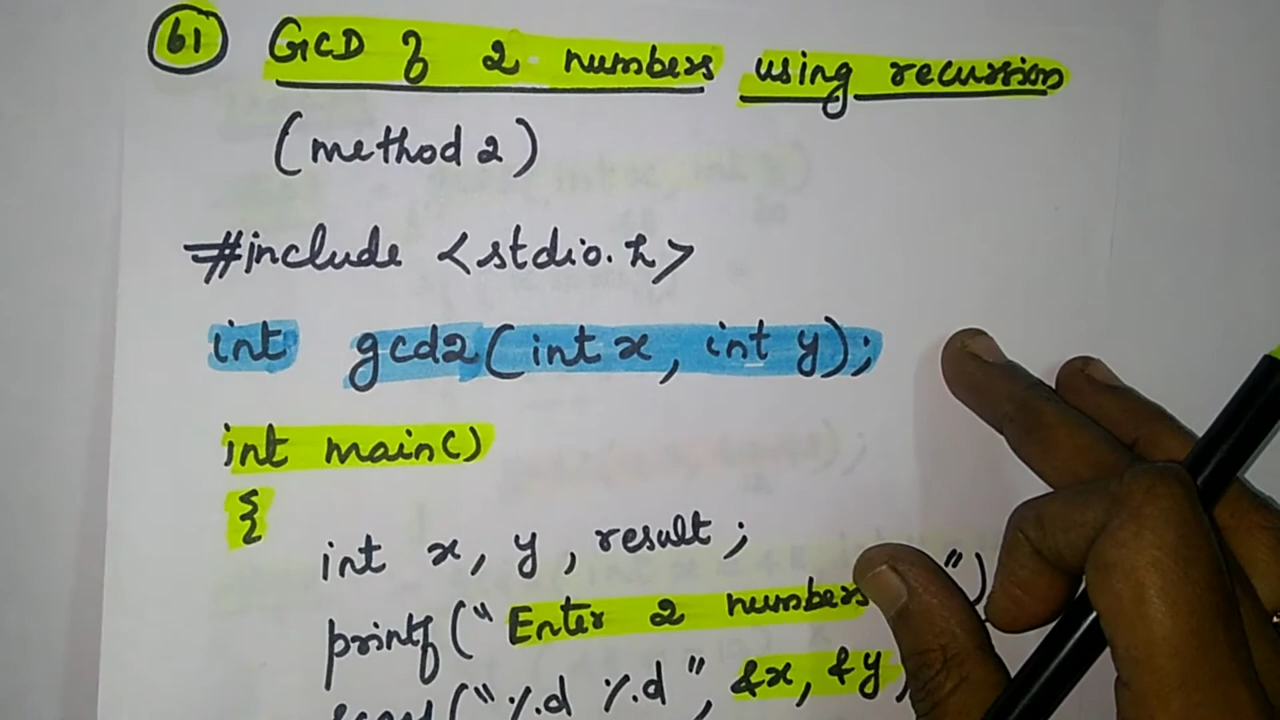 61 GCD of 2 numbers using recursion
(method 2)
#include <stdio.h>
int gcd2(int x, int y);
int main()
{
int x, y, result;
printf("Enter 2 numbers ")
scanf("%d %d", &x, &y,